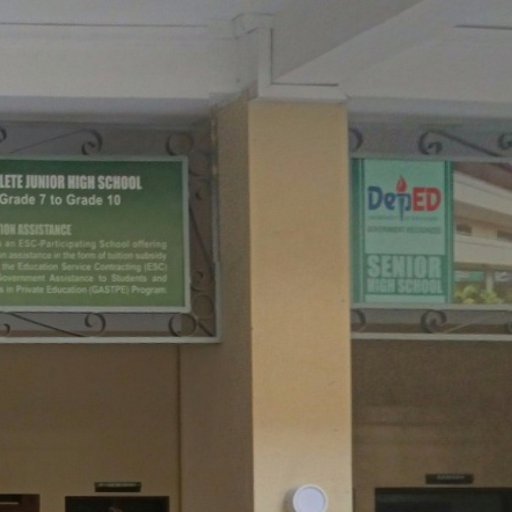 LETE JUNIOR HIGH SCHOOL
Grade 7 to Grade 10
ION ASSISTANCE
s an ESC-Participating School offering
n assistance in the form of tuition subsidy
the Education Service Contracting (ESC)
Government Assistance to Students and
s in Private Education (GASTPE) Program.
DepED
GOVERNMENT RECOGNIZED
SENIOR
HIGH SCHOOL